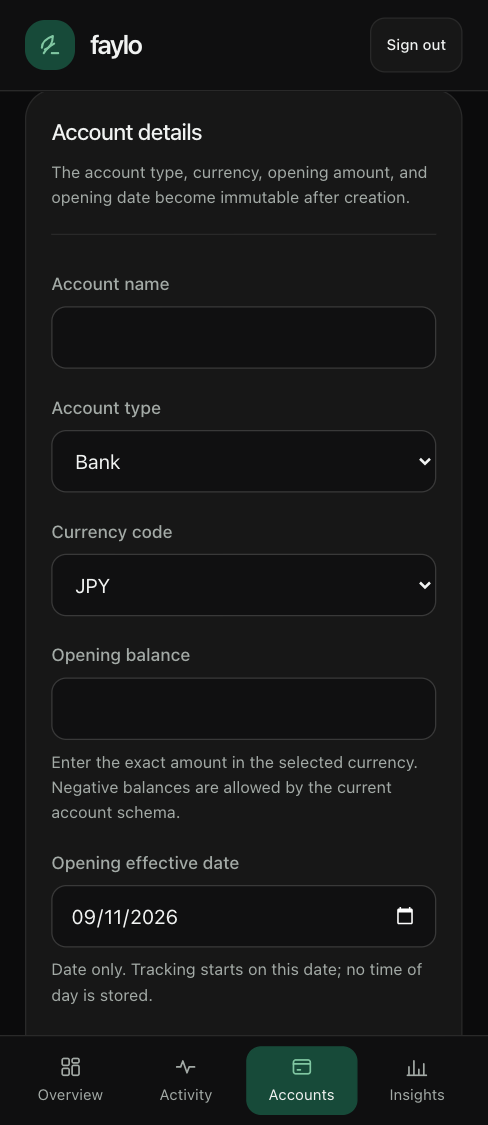 faylo
Sign out
Account details
The account type, currency, opening amount, and
opening date become immutable after creation.
Account name
Account type
Bank
Currency code
JPY
Opening balance
Enter the exact amount in the selected currency.
Negative balances are allowed by the current
account schema.
Opening effective date
09/11/2026
Date only. Tracking starts on this date; no time of
day is stored.
Overview
Activity
Accounts
Insights